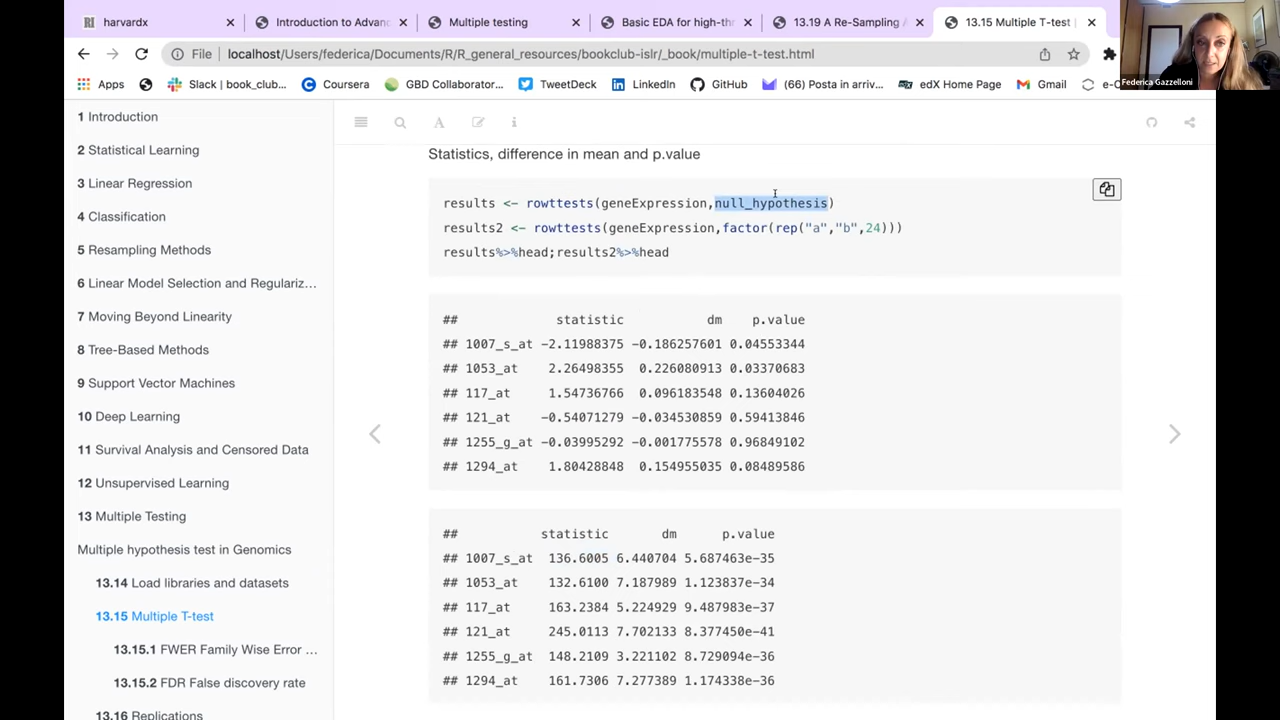 harvardx
Introduction to Advan
Multiple testing
Basic EDA for high-thr
13.19 A Re-Sampling A
13.15 Multiple T-test |
File
localhost/Users/federica/Documents/R/R_general_resources/bookclub-islr/_book/multiple-t-test.html
Federica Gazzelloni
Apps
Slack | book_club...
Coursera
GBD Collaborator...
TweetDeck
LinkedIn
GitHub
(66) Posta in arriv...
edX Home Page
Gmail
1 Introduction
2 Statistical Learning
3 Linear Regression
4 Classification
5 Resampling Methods
6 Linear Model Selection and Regulariz...
7 Moving Beyond Linearity
8 Tree-Based Methods
9 Support Vector Machines
10 Deep Learning
11 Survival Analysis and Censored Data
12 Unsupervised Learning
13 Multiple Testing
Multiple hypothesis test in Genomics
13.14 Load libraries and datasets
13.15 Multiple T-test
13.15.1 FWER Family Wise Error ...
13.15.2 FDR False discovery rate
13.16 Replications
Statistics, difference in mean and p.value
results <- rowttests(geneExpression,null_hypothesis)
results2 <- rowttests(geneExpression,factor(rep("a","b",24)))
results%>%head;results2%>%head
## statistic dm p.value
## 1007_s_at -2.11988375 -0.186257601 0.04553344
## 1053_at 2.26498355 0.226080913 0.03370683
## 117_at 1.54736766 0.096183548 0.13604026
## 121_at -0.54071279 -0.034530859 0.59413846
## 1255_g_at -0.03995292 -0.001775578 0.96849102
## 1294_at 1.80428848 0.154955035 0.08489586
## statistic dm p.value
## 1007_s_at 136.6005 6.440704 5.687463e-35
## 1053_at 132.6100 7.187989 1.123837e-34
## 117_at 163.2384 5.224929 9.487983e-37
## 121_at 245.0113 7.702133 8.377450e-41
## 1255_g_at 148.2109 3.221102 8.729094e-36
## 1294_at 161.7306 7.277389 1.174338e-36